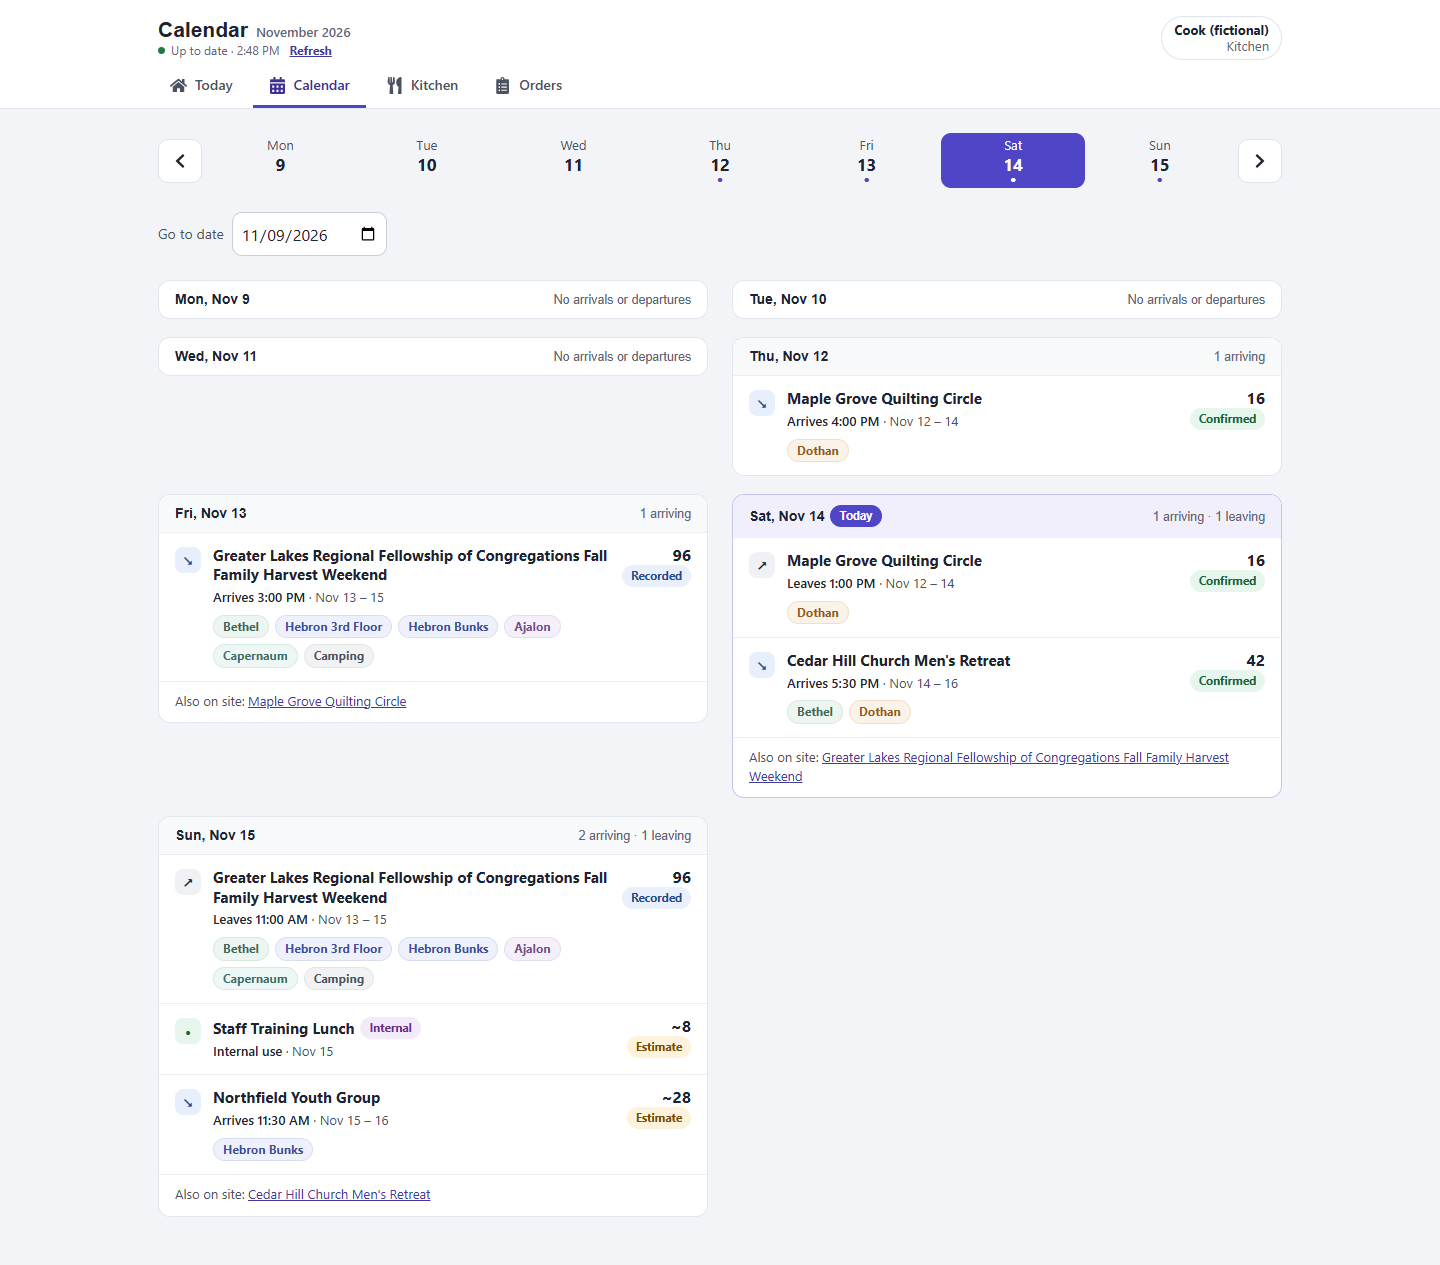 Calendar November 2026
Up to date · 2:48 PM Refresh
Cook (fictional)
Kitchen
Today
Calendar
Kitchen
Orders
Mon
9
Tue
10
Wed
11
Thu
12
Fri
13
Sat
14
Sun
15
Go to date 11/09/2026
Mon, Nov 9 No arrivals or departures
Tue, Nov 10 No arrivals or departures
Wed, Nov 11 No arrivals or departures
Thu, Nov 12 1 arriving
↘ Maple Grove Quilting Circle 16
Arrives 4:00 PM · Nov 12 – 14 Confirmed
Dothan
Fri, Nov 13 1 arriving
↘ Greater Lakes Regional Fellowship of Congregations Fall 96
Family Harvest Weekend Recorded
Arrives 3:00 PM · Nov 13 – 15
Bethel Hebron 3rd Floor Hebron Bunks Ajalon
Capernaum Camping
Also on site: Maple Grove Quilting Circle
Sat, Nov 14 Today 1 arriving · 1 leaving
↗ Maple Grove Quilting Circle 16
Leaves 1:00 PM · Nov 12 – 14 Confirmed
Dothan
↘ Cedar Hill Church Men's Retreat 42
Arrives 5:30 PM · Nov 14 – 16 Confirmed
Bethel Dothan
Also on site: Greater Lakes Regional Fellowship of Congregations Fall Family Harvest
Weekend
Sun, Nov 15 2 arriving · 1 leaving
↗ Greater Lakes Regional Fellowship of Congregations Fall 96
Family Harvest Weekend Recorded
Leaves 11:00 AM · Nov 13 – 15
Bethel Hebron 3rd Floor Hebron Bunks Ajalon
Capernaum Camping
Staff Training Lunch Internal ~8
Internal use · Nov 15 Estimate
↘ Northfield Youth Group ~28
Arrives 11:30 AM · Nov 15 – 16 Estimate
Hebron Bunks
Also on site: Cedar Hill Church Men's Retreat